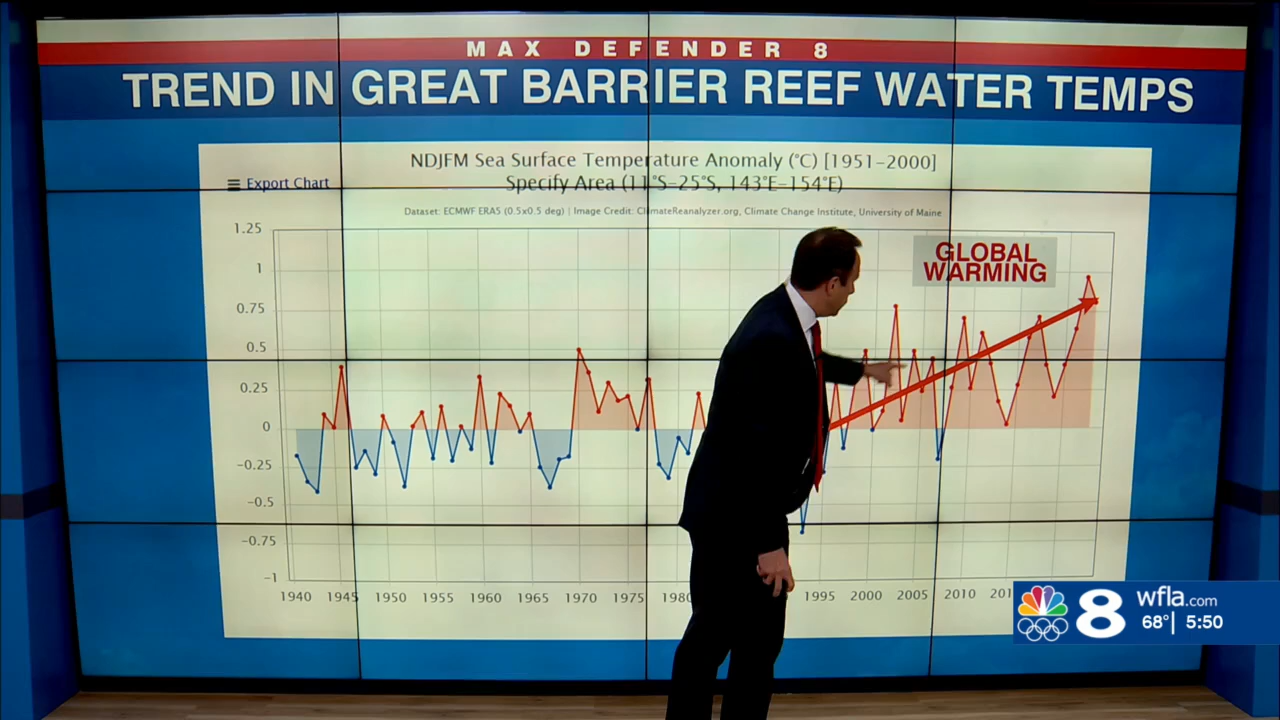 MAX DEFENDER 8
TREND IN GREAT BARRIER REEF WATER TEMPS
NDJFM Sea Surface Temperature Anomaly (°C) [1951-2000]
Export Chart
Specify Area (11°S-25°S, 143°E-154°E)
Dataset: ECMWF ERA5 (0.5x0.5 deg) | Image Credit: ClimateReanalyzer.org, Climate Change Institute, University of Maine
1.25
1
0.75
0.5
0.25
0
-0.25
-0.5
-0.75
-1
GLOBAL
WARMING
1940 1945 1950 1955 1960 1965 1970 1975 1980 1995 2000 2005 2010
8 wfla.com
68° 5:50